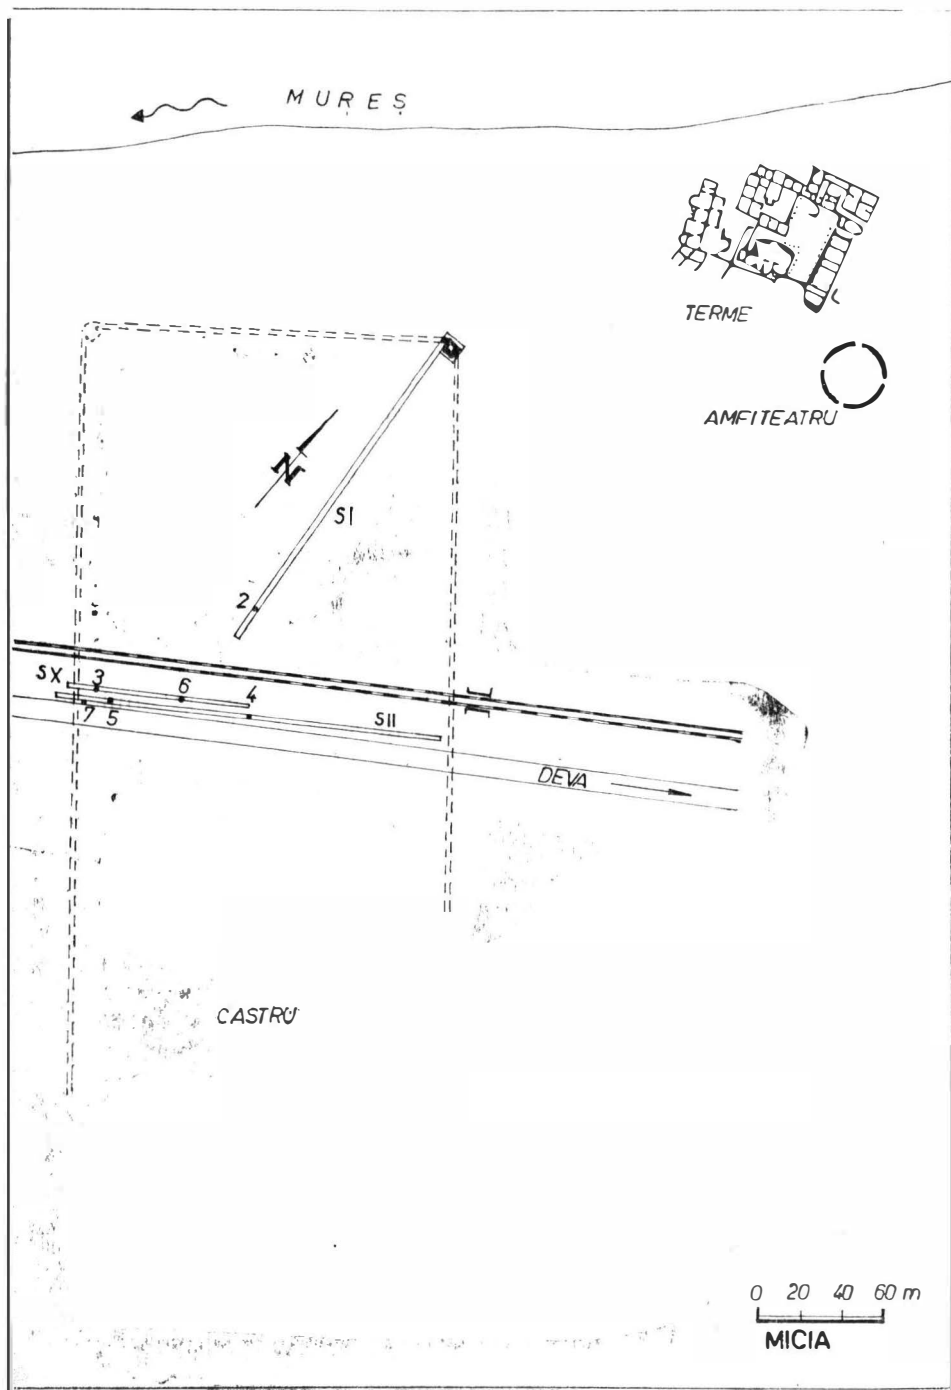 MUREȘ
TERME
AMFITEATRU
N
SI
2
SX 3 6 4
7 5 SII
DEVA
CASTRU
0 20 40 60 m
MICIA